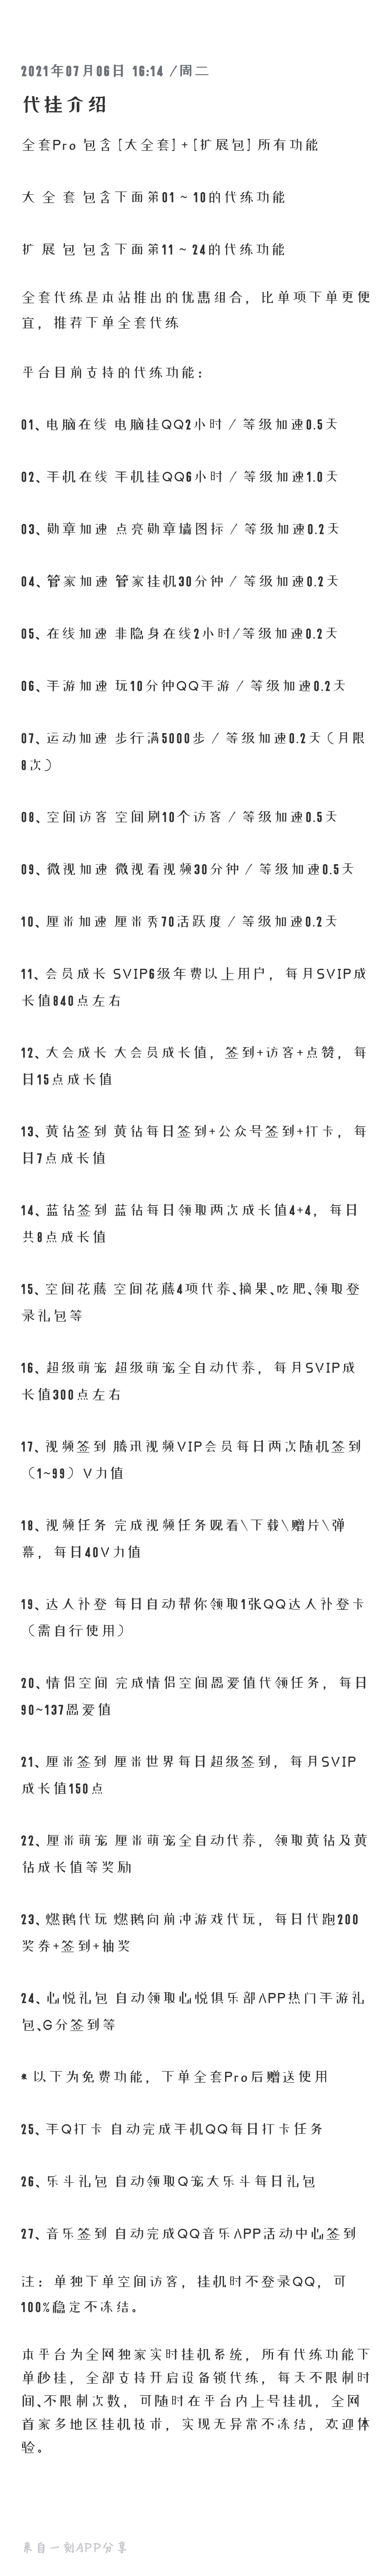 2021年07月06日 16:14 /周二
代挂介绍
全套Pro 包含[大全套]+[扩展包]所有功能
大 全 套 包含下面第01 ~ 10的代练功能
扩 展 包 包含下面第11 ~ 24的代练功能
全套代练是本站推出的优惠组合，比单项下单更便
宜，推荐下单全套代练
平台目前支持的代练功能：
01、电脑在线 电脑挂QQ2小时 / 等级加速0.5天
02、手机在线 手机挂QQ6小时 / 等级加速1.0天
03、勋章加速 点亮勋章墙图标 / 等级加速0.2天
04、管家加速 管家挂机30分钟 / 等级加速0.2天
05、在线加速 非隐身在线2小时/等级加速0.2天
06、手游加速 玩10分钟QQ手游 / 等级加速0.2天
07、运动加速 步行满5000步 / 等级加速0.2天（月限
8次）
08、空间访客 空间刷10个访客 / 等级加速0.5天
09、微视加速 微视看视频30分钟 / 等级加速0.5天
10、厘米加速 厘米秀70活跃度 / 等级加速0.2天
11、会员成长 SVIP6级年费以上用户，每月SVIP成
长值840点左右
12、大会成长 大会员成长值，签到+访客+点赞，每
日15点成长值
13、黄钻签到 黄钻每日签到+公众号签到+打卡，每
日7点成长值
14、蓝钻签到 蓝钻每日领取两次成长值4+4，每日
共8点成长值
15、空间花藤 空间花藤4项代养、摘果、吃肥、领取登
录礼包等
16、超级萌宠 超级萌宠全自动代养，每月SVIP成
长值300点左右
17、视频签到 腾讯视频VIP会员每日两次随机签到
（1~99）V力值
18、视频任务 完成视频任务观看\下载\赠片\弹
幕，每日40V力值
19、达人补登 每日自动帮你领取1张QQ达人补登卡
（需自行使用）
20、情侣空间 完成情侣空间恩爱值代领任务，每日
90~137恩爱值
21、厘米签到 厘米世界每日超级签到，每月SVIP
成长值150点
22、厘米萌宠 厘米萌宠全自动代养，领取黄钻及黄
钻成长值等奖励
23、燃鹅代玩 燃鹅向前冲游戏代玩，每日代跑200
奖券+签到+抽奖
24、心悦礼包 自动领取心悦俱乐部APP热门手游礼
包、G分签到等
* 以下为免费功能，下单全套Pro后赠送使用
25、手Q打卡 自动完成手机QQ每日打卡任务
26、乐斗礼包 自动领取Q宠大乐斗每日礼包
27、音乐签到 自动完成QQ音乐APP活动中心签到
注：单独下单空间访客，挂机时不登录QQ，可
100%稳定不冻结。
本平台为全网独家实时挂机系统，所有代练功能下
单秒挂，全部支持开启设备锁代练，每天不限制时
间、不限制次数，可随时在平台内上号挂机，全网
首家多地区挂机技术，实现无异常不冻结，欢迎体
验。
来自一刻APP分享